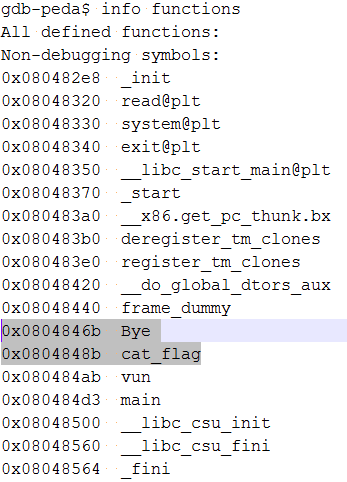 gdb-peda$ info functions
All defined functions:
Non-debugging symbols:
0x080482e8 _init
0x08048320 read@plt
0x08048330 system@plt
0x08048340 exit@plt
0x08048350 __libc_start_main@plt
0x08048370 _start
0x080483a0 __x86.get_pc_thunk.bx
0x080483b0 deregister_tm_clones
0x080483e0 register_tm_clones
0x08048420 __do_global_dtors_aux
0x08048440 frame_dummy
0x0804846b Bye
0x0804848b cat_flag
0x080484ab vun
0x080484d3 main
0x08048500 __libc_csu_init
0x08048560 __libc_csu_fini
0x08048564 _fini